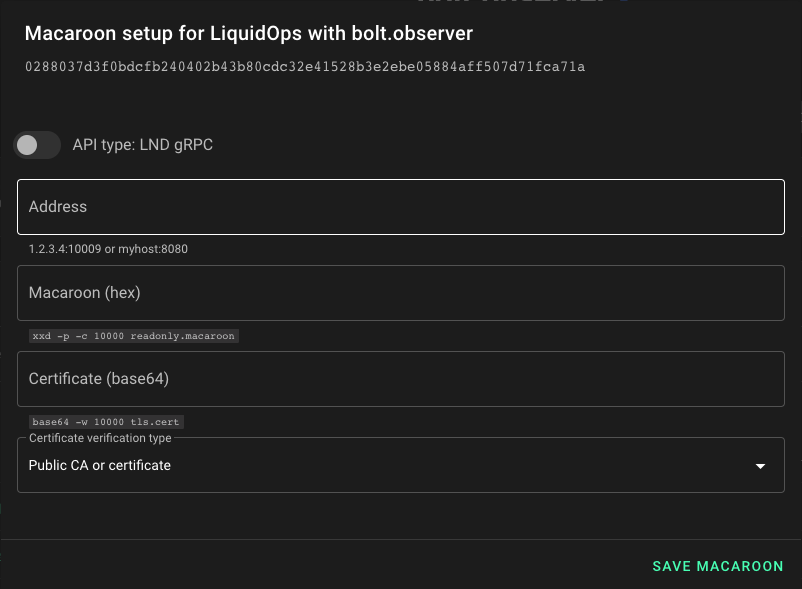 Macaroon setup for LiquidOps with bolt.observer
0288037d3f0bdcfb240402b43b80cdc32e41528b3e2ebe05884aff507d71fca71a
API type: LND gRPC
Address
1.2.3.4:10009 or myhost:8080
Macaroon (hex)
xxd -p -c 10000 readonly.macaroon
Certificate (base64)
base64 -w 10000 tls.cert
Certificate verification type
Public CA or certificate
SAVE MACAROON